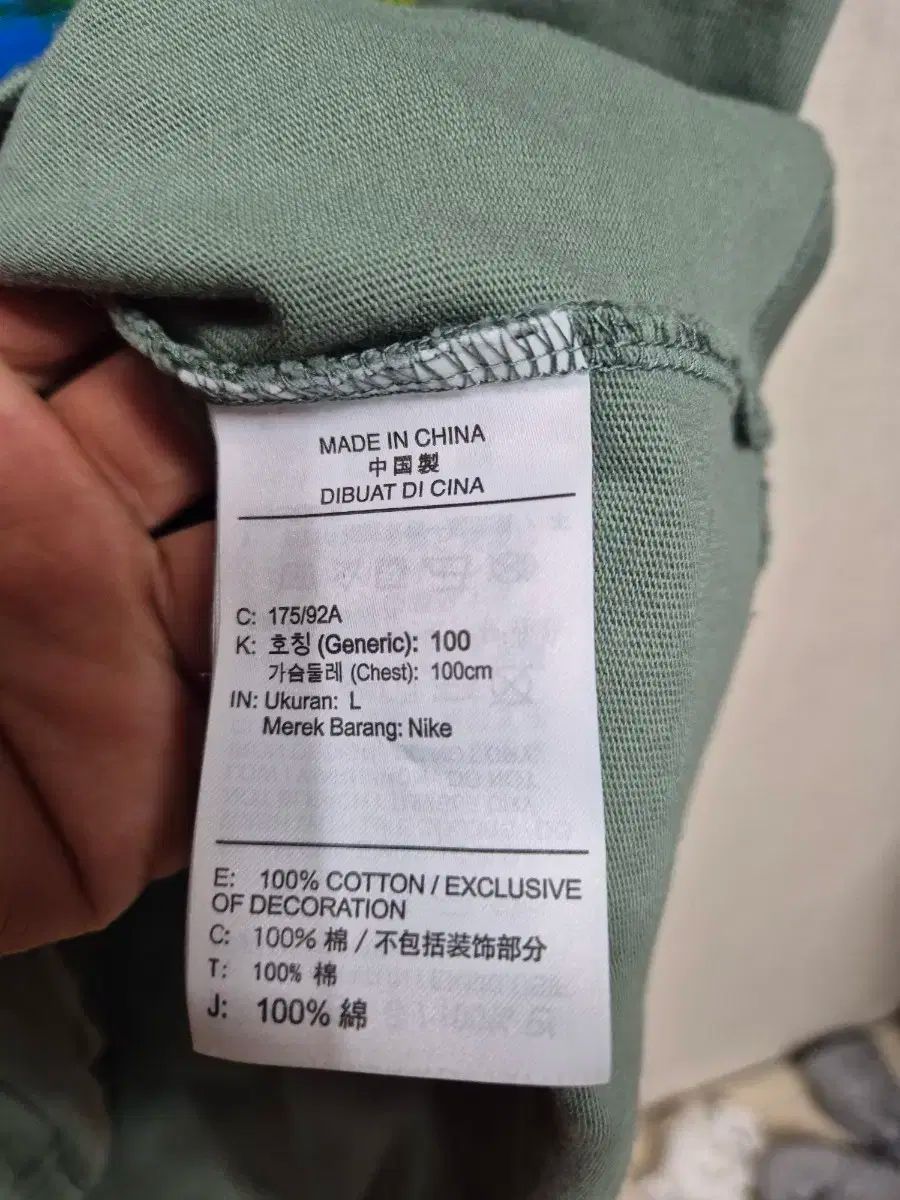 MADE IN CHINA
中国製
DIBUAT DI CINA
C: 175/92A
K: 호칭 (Generic): 100
가슴둘레 (Chest): 100cm
IN: Ukuran: L
Merek Barang: Nike
E: 100% COTTON / EXCLUSIVE
OF DECORATION
C: 100% 棉 / 不包括装饰部分
T: 100% 棉
J: 100% 綿